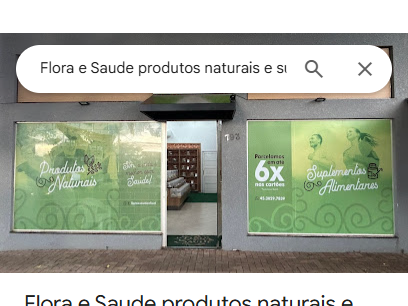 Flora e Saude produtos naturais e su
Produtos
Naturais
Saúde!
193
Parcelamos
em até
6x
nos cartões
Suplementos
Alimentares
Flora e Saude produtos naturais e